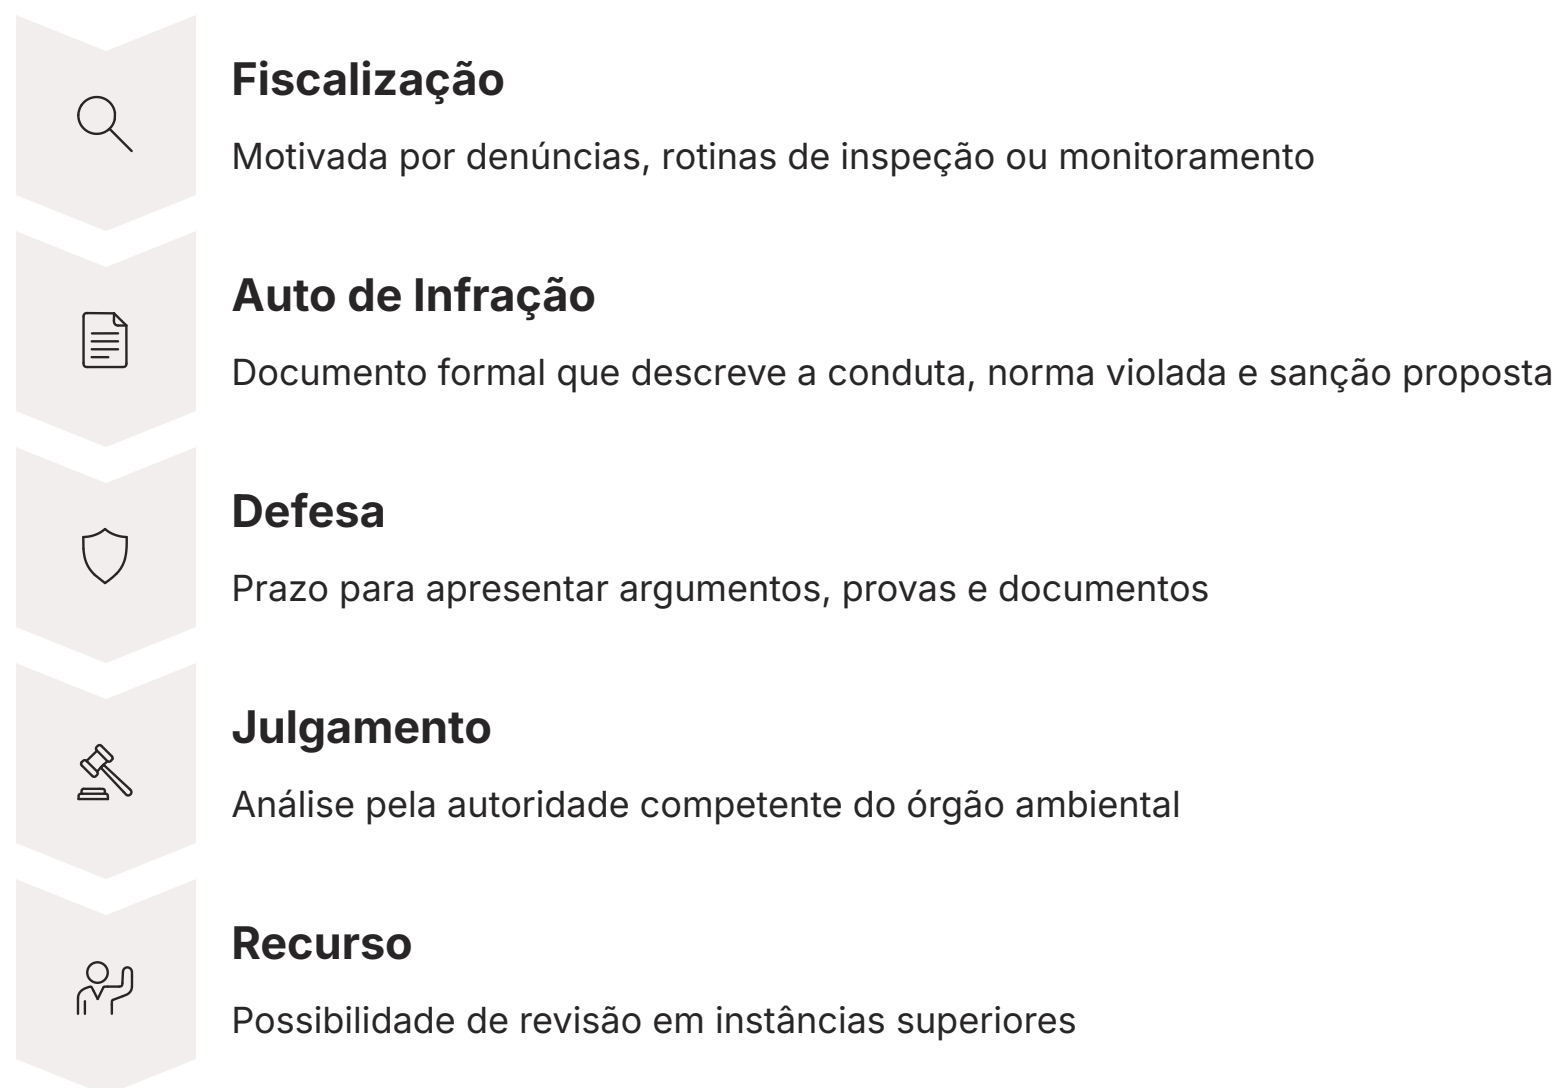 Fiscalização
Motivada por denúncias, rotinas de inspeção ou monitoramento
Auto de Infração
Documento formal que descreve a conduta, norma violada e sanção proposta
Defesa
Prazo para apresentar argumentos, provas e documentos
Julgamento
Análise pela autoridade competente do órgão ambiental
Recurso
Possibilidade de revisão em instâncias superiores